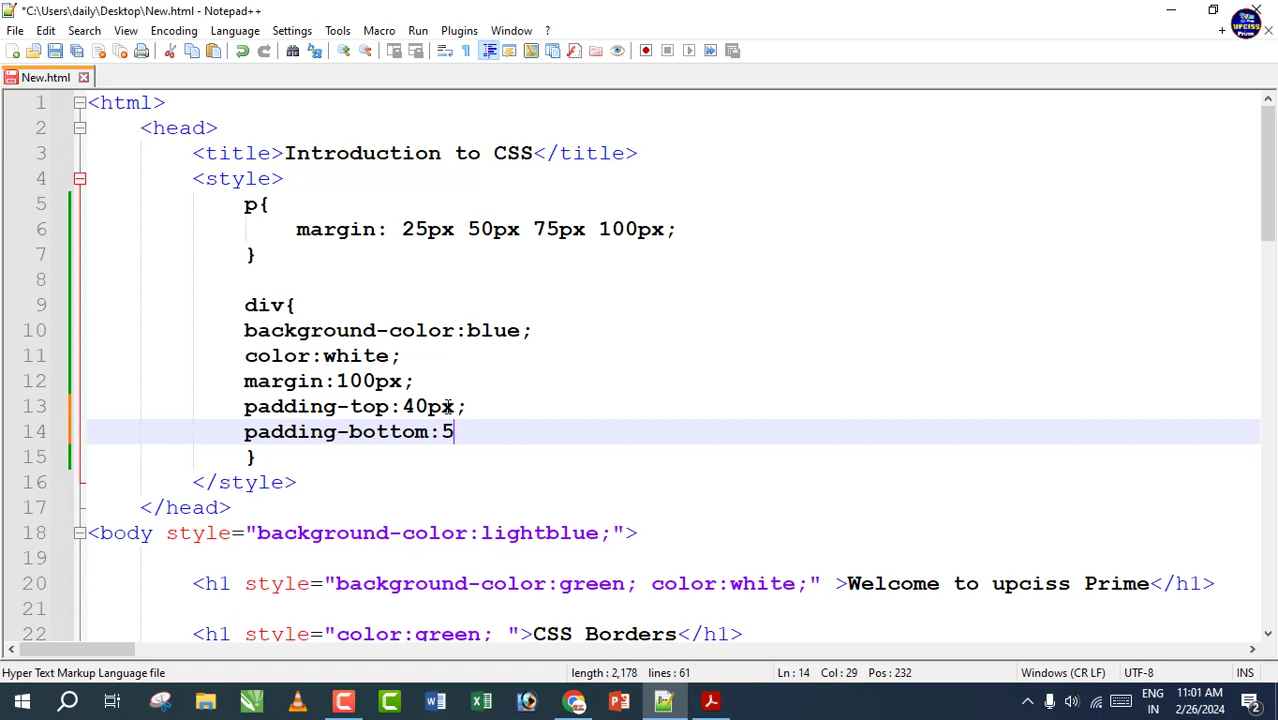 *C:\Users\daily\Desktop\New.html - Notepad++
File Edit Search View Encoding Language Settings Tools Macro Run Plugins Window ?
New.html
1 <html>
2 <head>
3 <title>Introduction to CSS</title>
4 <style>
5 p{
6 margin: 25px 50px 75px 100px;
7 }
8
9 div{
10 background-color:blue;
11 color:white;
12 margin:100px;
13 padding-top:40px;
14 padding-bottom:5
15 }
16 </style>
17 </head>
18 <body style="background-color:lightblue;">
19
20 <h1 style="background-color:green; color:white;" >Welcome to upciss Prime</h1>
21
22 <h1 style="color:green; ">CSS Borders</h1>
Hyper Text Markup Language file length : 2,178 lines : 61 Ln : 14 Col : 29 Pos : 232 Windows (CR LF) UTF-8 INS
ENG 11:01 AM
IN 2/26/2024 2
UPCISS
Prime